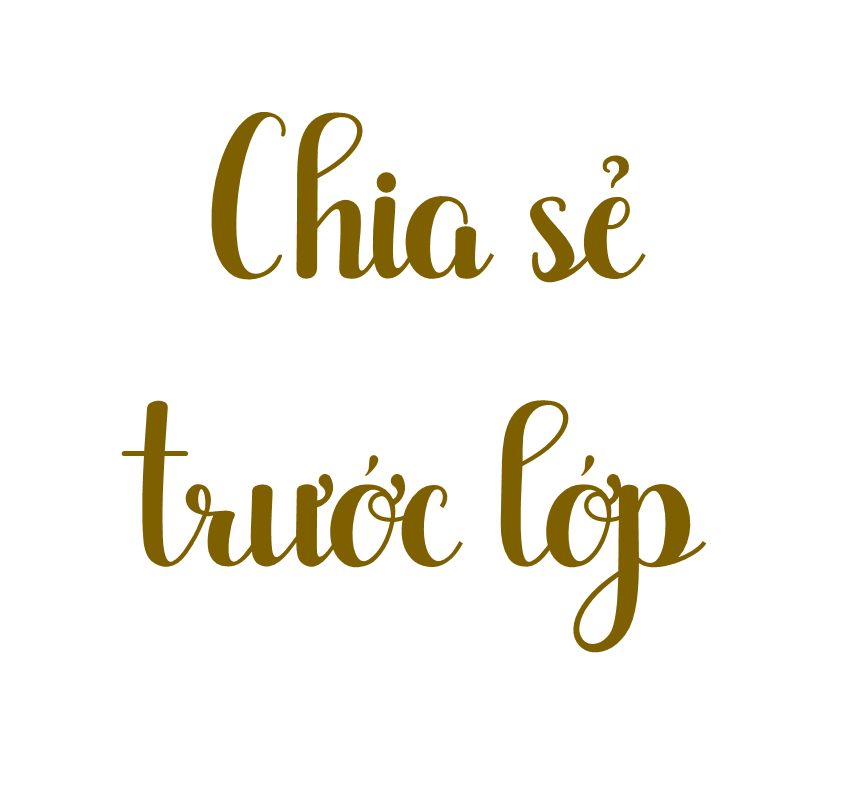 Chia sẻ
trước lớp